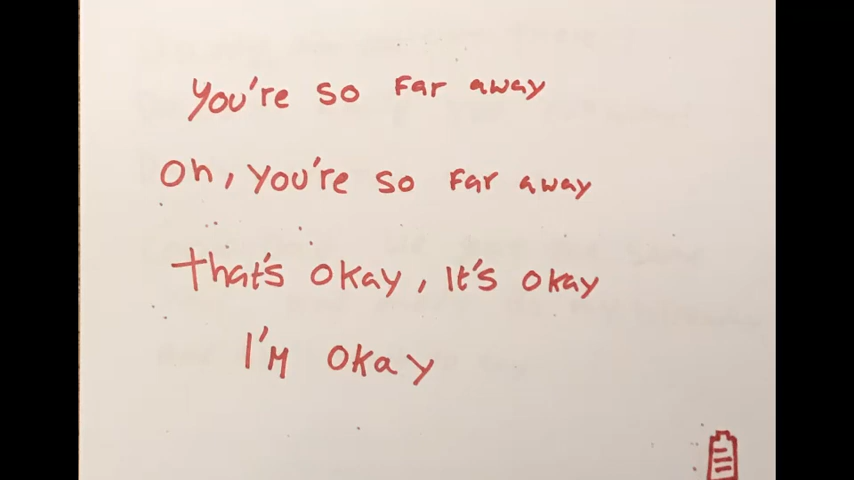 You're so far away
Oh, you're so far away
That's okay, It's okay
I'm okay